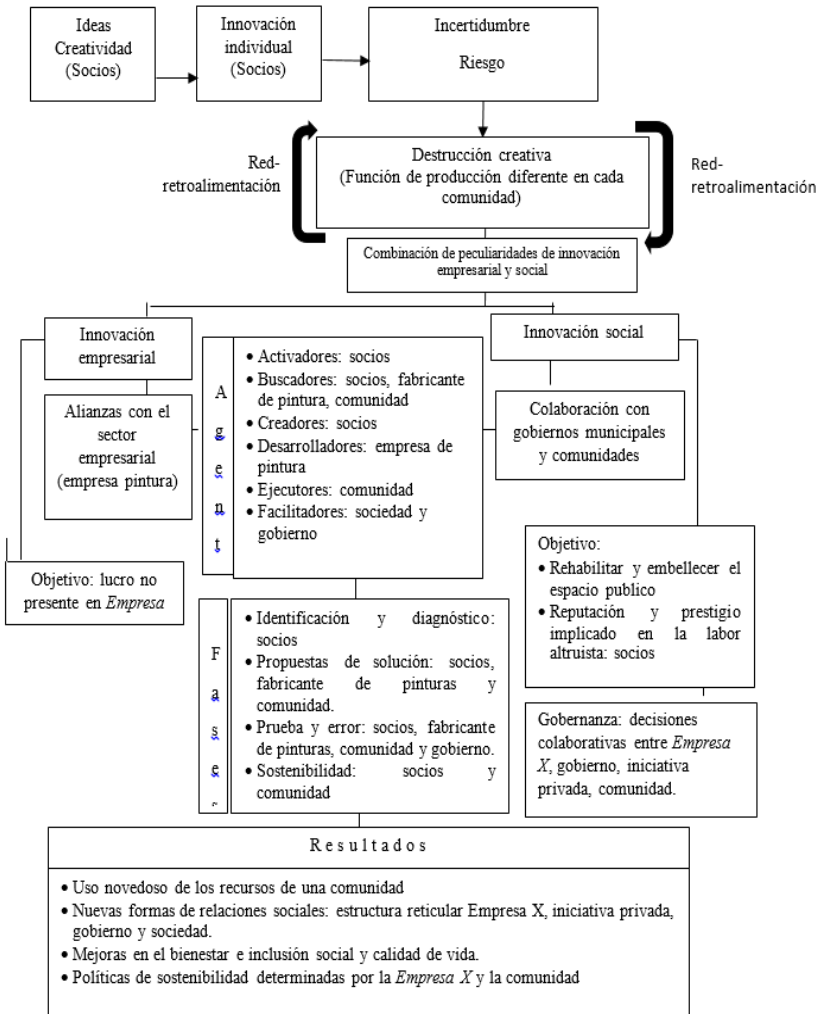 Ideas
Creatividad
(Socios)
Innovación
individual
(Socios)
Incertidumbre
Riesgo
Red-
retroalimentación
Destrucción creativa
(Función de producción diferente en cada
comunidad)
Red-
retroalimentación
Combinación de peculiaridades de innovación
empresarial y social
Innovación
empresarial
Innovación social
Alianzas con el
sector
empresarial
(empresa pintura)
A
g
e
n
t
• Activadores: socios
• Buscadores: socios, fabricante
de pintura, comunidad
• Creadores: socios
• Desarrolladores: empresa de
pintura
• Ejecutores: comunidad
• Facilitadores: sociedad y
gobierno
Colaboración con
gobiernos municipales
y comunidades
Objetivo: lucro no
presente en Empresa
Objetivo:
• Rehabilitar y embellecer el
espacio publico
• Reputación y prestigio
implicado en la labor
altruista: socios
F
a
s
e
• Identificación y diagnóstico:
socios
• Propuestas de solución: socios,
fabricante de pinturas y
comunidad.
• Prueba y error: socios, fabricante
de pinturas, comunidad y gobierno.
• Sostenibilidad: socios y
comunidad
Gobernanza: decisiones
colaborativas entre Empresa
X, gobierno, iniciativa
privada, comunidad.
Resultados
• Uso novedoso de los recursos de una comunidad
• Nuevas formas de relaciones sociales: estructura reticular Empresa X, iniciativa privada,
gobierno y sociedad.
• Mejoras en el bienestar e inclusión social y calidad de vida.
• Políticas de sostenibilidad determinadas por la Empresa X y la comunidad